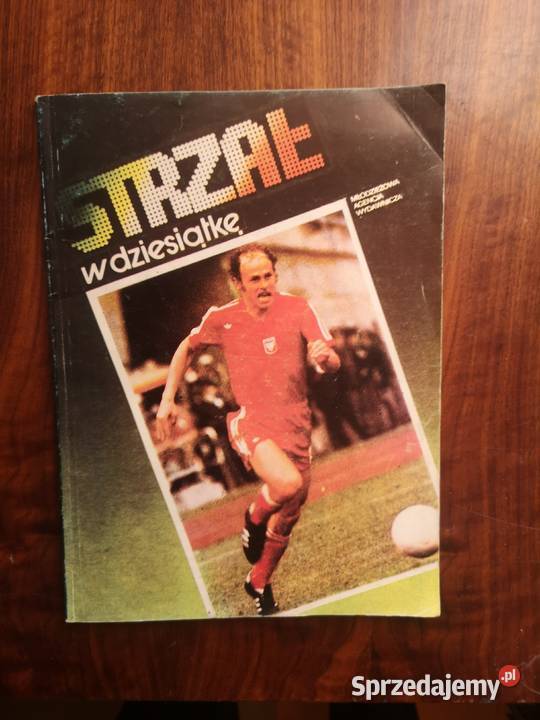 STRZAŁ
w dziesiątkę
MŁODZIEŻOWA
AGENCJA
WYDAWNICZA
Sprzedajemy.pl